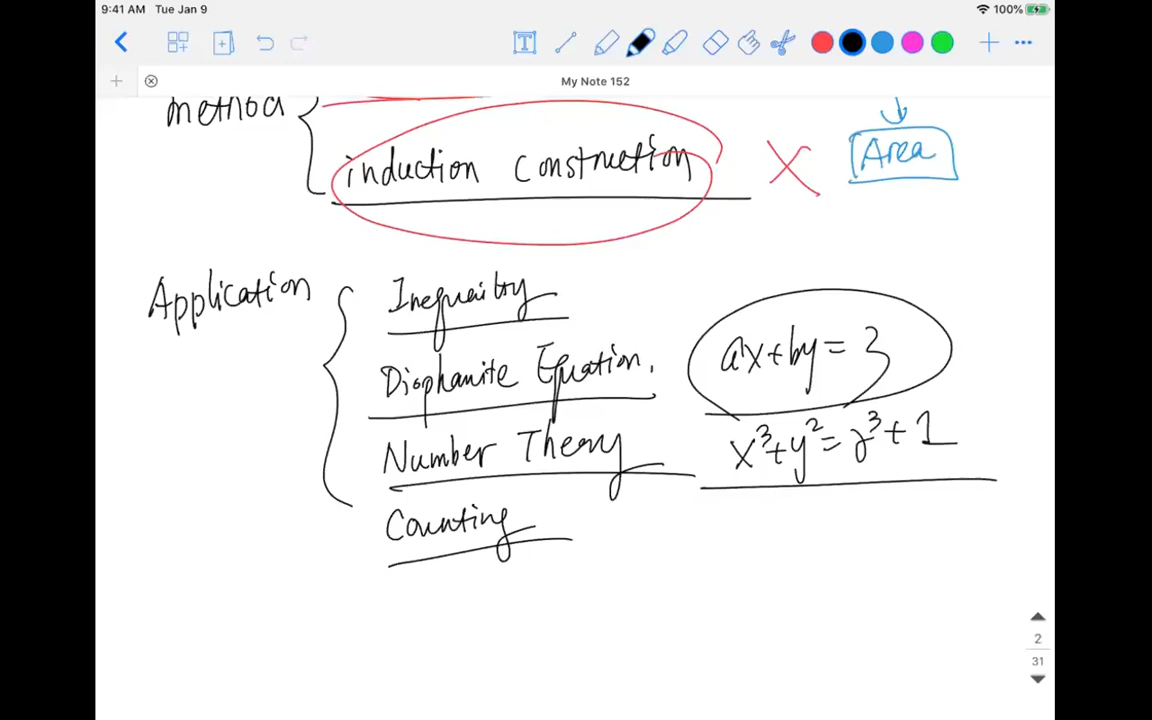 9:41 AM Tue Jan 9
100%
My Note 152
method
induction construction
Area
Application
Inequailty
Diophanite Equation.
ax+by=3
x³+y²=z³+1
Number Theory
Counting
2
31